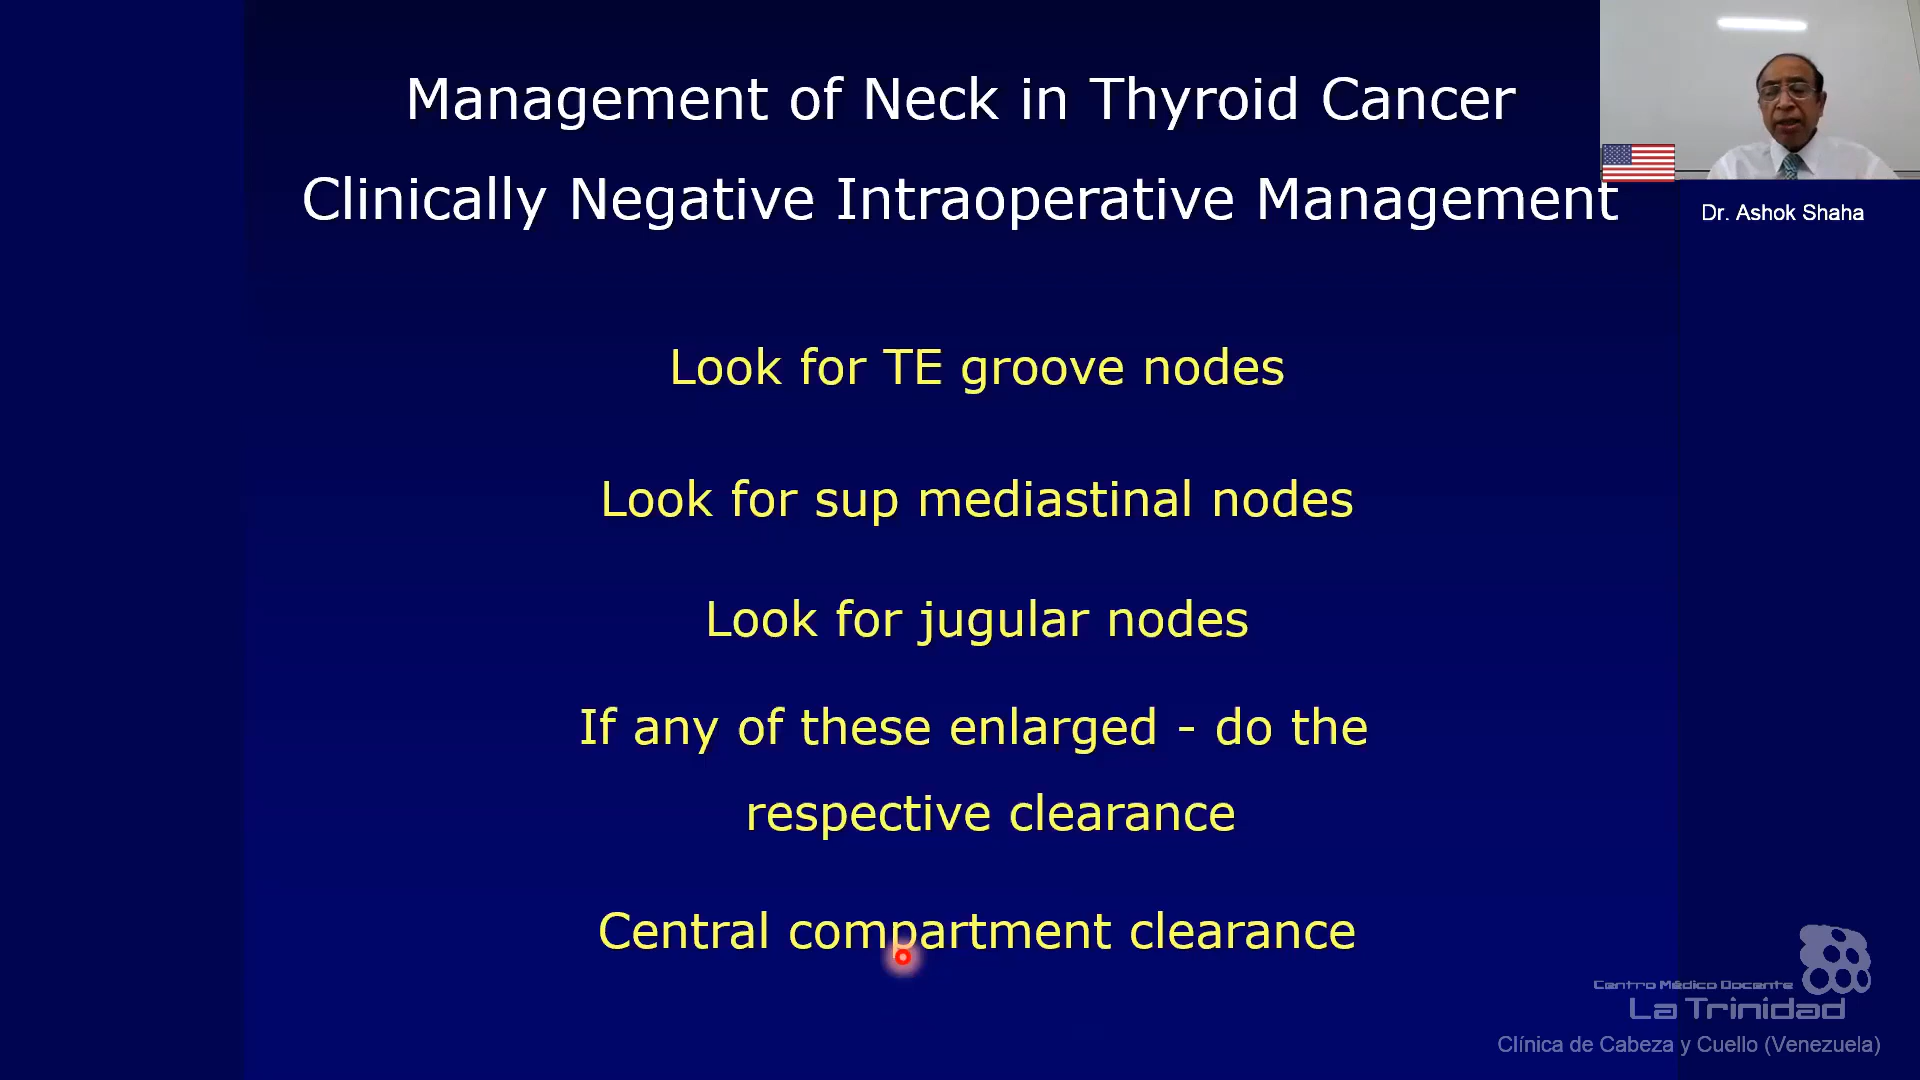 Management of Neck in Thyroid Cancer
Clinically Negative Intraoperative Management
Dr. Ashok Shaha
Look for TE groove nodes
Look for sup mediastinal nodes
Look for jugular nodes
If any of these enlarged - do the
respective clearance
Central compartment clearance
Centro Médico Docente
La Trinidad
Clínica de Cabeza y Cuello (Venezuela)